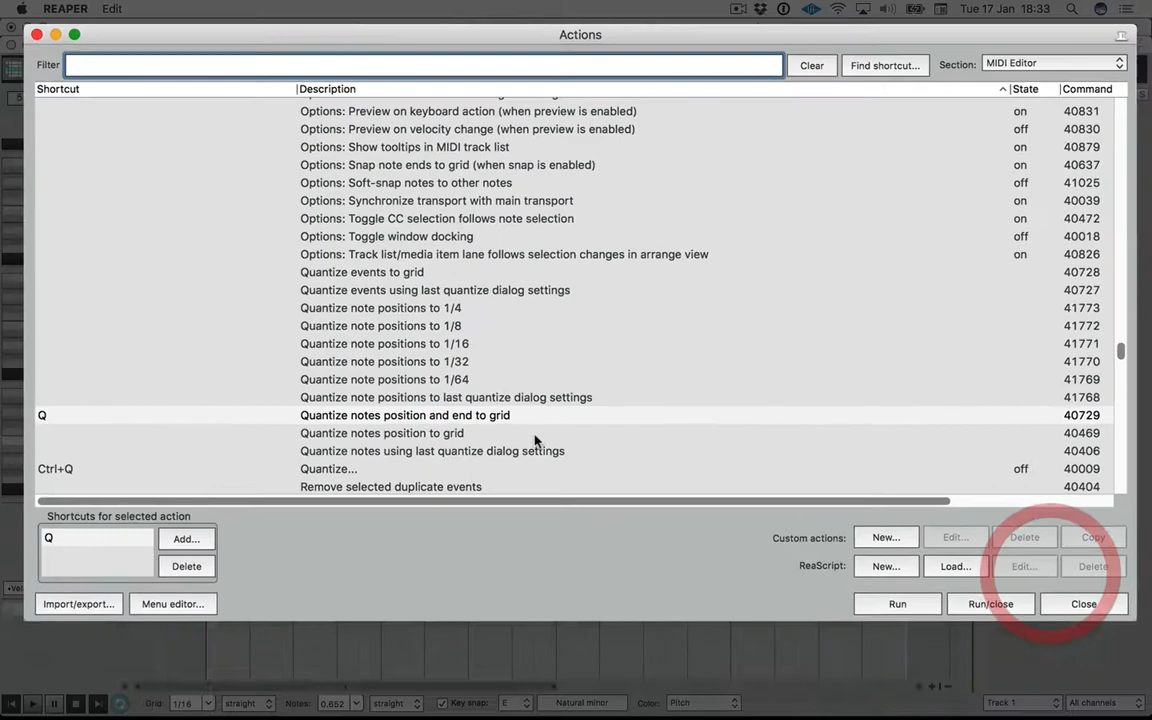 REAPER Edit Tue 17 Jan 18:33
Actions
Filter Clear Find shortcut... Section: MIDI Editor
Shortcut Description State Command
Options: Preview on keyboard action (when preview is enabled) on 40831
Options: Preview on velocity change (when preview is enabled) off 40830
Options: Show tooltips in MIDI track list on 40879
Options: Snap note ends to grid (when snap is enabled) on 40637
Options: Soft-snap notes to other notes off 41025
Options: Synchronize transport with main transport on 40039
Options: Toggle CC selection follows note selection on 40472
Options: Toggle window docking off 40018
Options: Track list/media item lane follows selection changes in arrange view on 40826
Quantize events to grid 40728
Quantize events using last quantize dialog settings 40727
Quantize note positions to 1/4 41773
Quantize note positions to 1/8 41772
Quantize note positions to 1/16 41771
Quantize note positions to 1/32 41770
Quantize note positions to 1/64 41769
Quantize note positions to last quantize dialog settings 41768
Q Quantize notes position and end to grid 40729
Quantize notes position to grid 40469
Quantize notes using last quantize dialog settings 40406
Ctrl+Q Quantize... off 40009
Remove selected duplicate events 40404
Shortcuts for selected action
Q Add... Custom actions: New... Edit... Delete Copy
Delete ReaScript: New... Load... Edit... Delete
Import/export... Menu editor... Run Run/close Close
Grid: 1/16 straight Notes: 0.652 straight Key snap: E Natural minor Color: Pitch Track 1 All channels